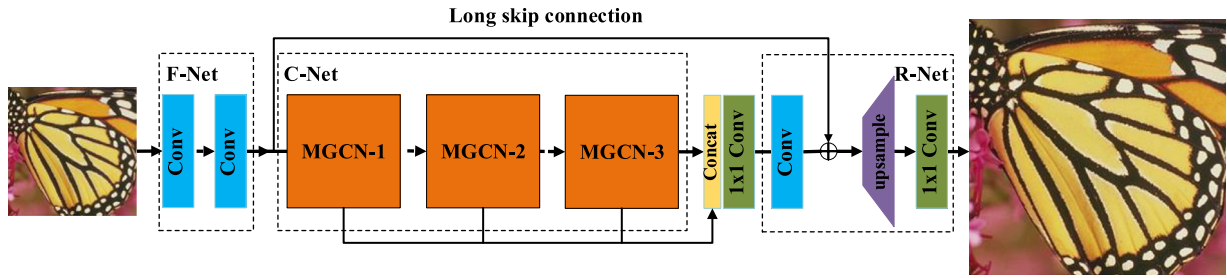 Long skip connection
F-Net
C-Net
R-Net
Conv
Conv
MGCN-1
MGCN-2
MGCN-3
Concat
1x1 Conv
Conv
upsample
1x1 Conv